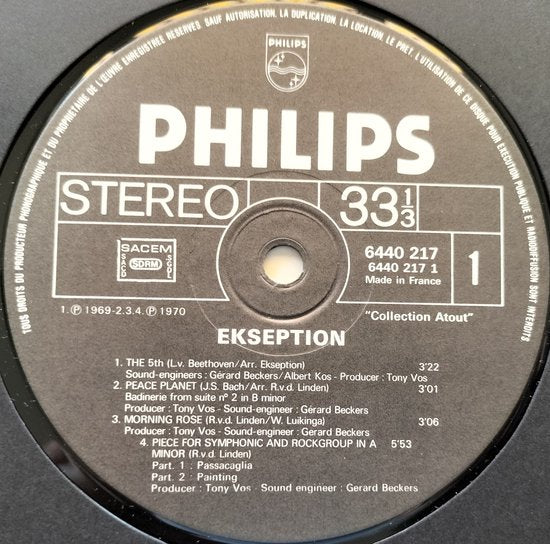 TOUS DROITS DU PRODUCTEUR PHONOGRAPHIQUE ET DU PROPRIETAIRE DE L'ŒUVRE ENREGISTREE RESERVES SAUF AUTORISATION, LA DUPLICATION, LA LOCATION, LE PRET, L'UTILISATION DE CE DISQUE POUR EXECUTION PUBLIQUE ET RADIODIFFUSION SONT INTERDITS
PHILIPS
PHILIPS
STEREO
33 1/3
SACEM
SACD SDRM SGDL
6440 217
6440 217 1
Made in France
1
1. ℗ 1969-2.3.4. ℗ 1970
"Collection Atout"
EKSEPTION
1. THE 5th (L.v. Beethoven/Arr. Ekseption) 3'22
Sound-engineers : Gérard Beckers/Albert Kos - Producer : Tony Vos
2. PEACE PLANET (J.S. Bach/Arr. R.v.d. Linden) 3'01
Badinerie from suite nº 2 in B minor
Producer : Tony Vos - Sound-engineer : Gérard Beckers
3. MORNING ROSE (R.v.d. Linden/W. Luikinga) 3'06
Producer : Tony Vos - Sound-engineer : Gerard Beckers
4. PIECE FOR SYMPHONIC AND ROCKGROUP IN A 5'53
MINOR (R.v.d. Linden)
Part. 1 : Passacaglia
Part. 2 : Painting
Producer : Tony Vos - Sound engineer : Gerard Beckers